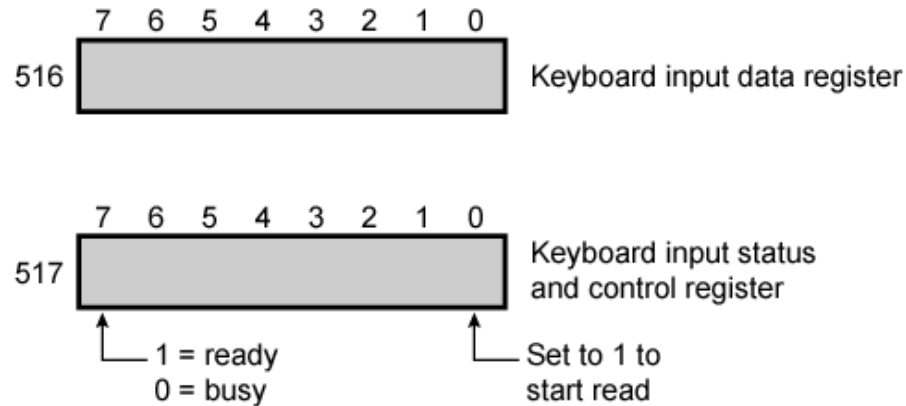 7 6 5 4 3 2 1 0
516 Keyboard input data register
7 6 5 4 3 2 1 0
517 Keyboard input status
and control register
1 = ready
0 = busy
Set to 1 to
start read